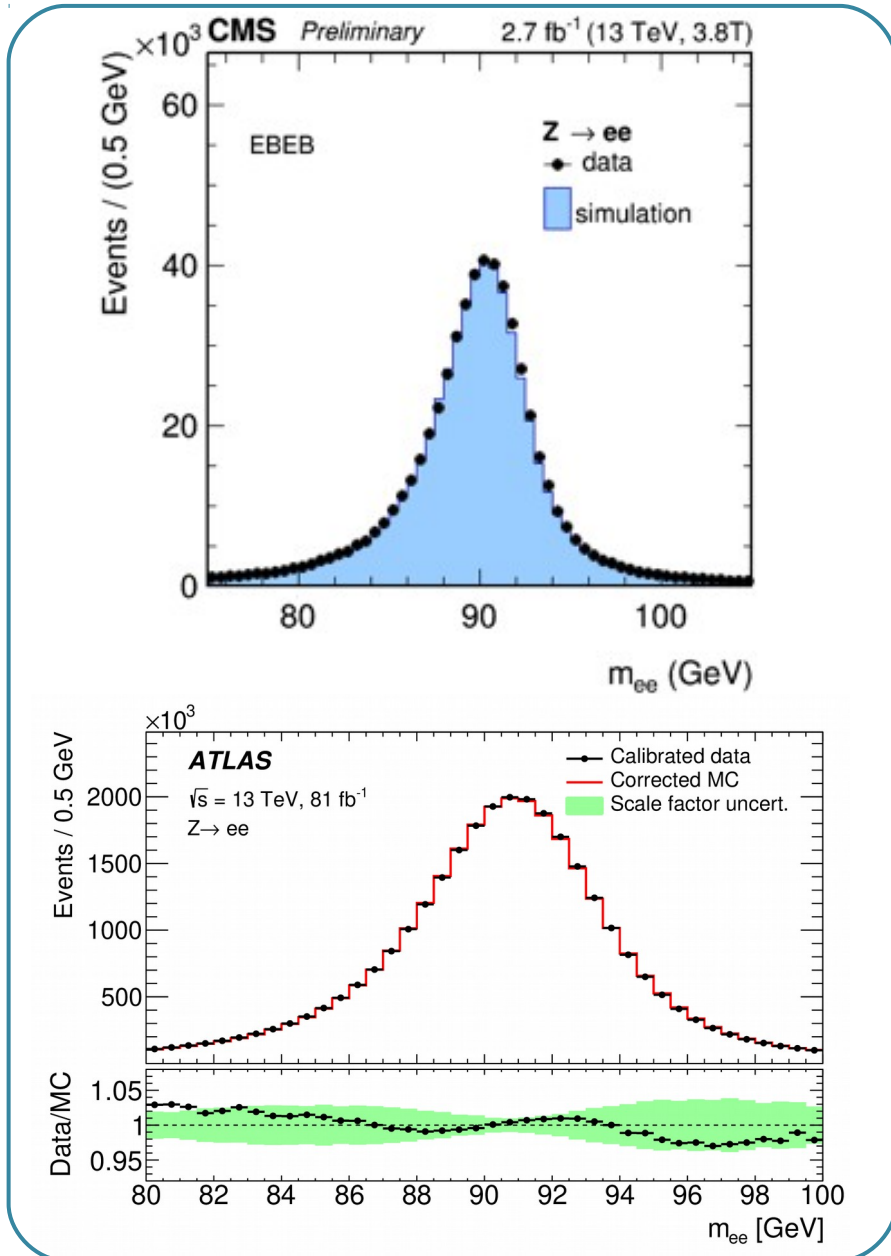 ×10³ CMS Preliminary 2.7 fb⁻¹ (13 TeV, 3.8T)
Events / (0.5 GeV)
60
40
20
0
EBEB
Z → ee
data
simulation
80 90 100
m_ee (GeV)
×10³
Events / 0.5 GeV
2000
1500
1000
500
ATLAS
√s = 13 TeV, 81 fb⁻¹
Z→ ee
Calibrated data
Corrected MC
Scale factor uncert.
Data/MC
1.05
1
0.95
80 82 84 86 88 90 92 94 96 98 100
m_ee [GeV]